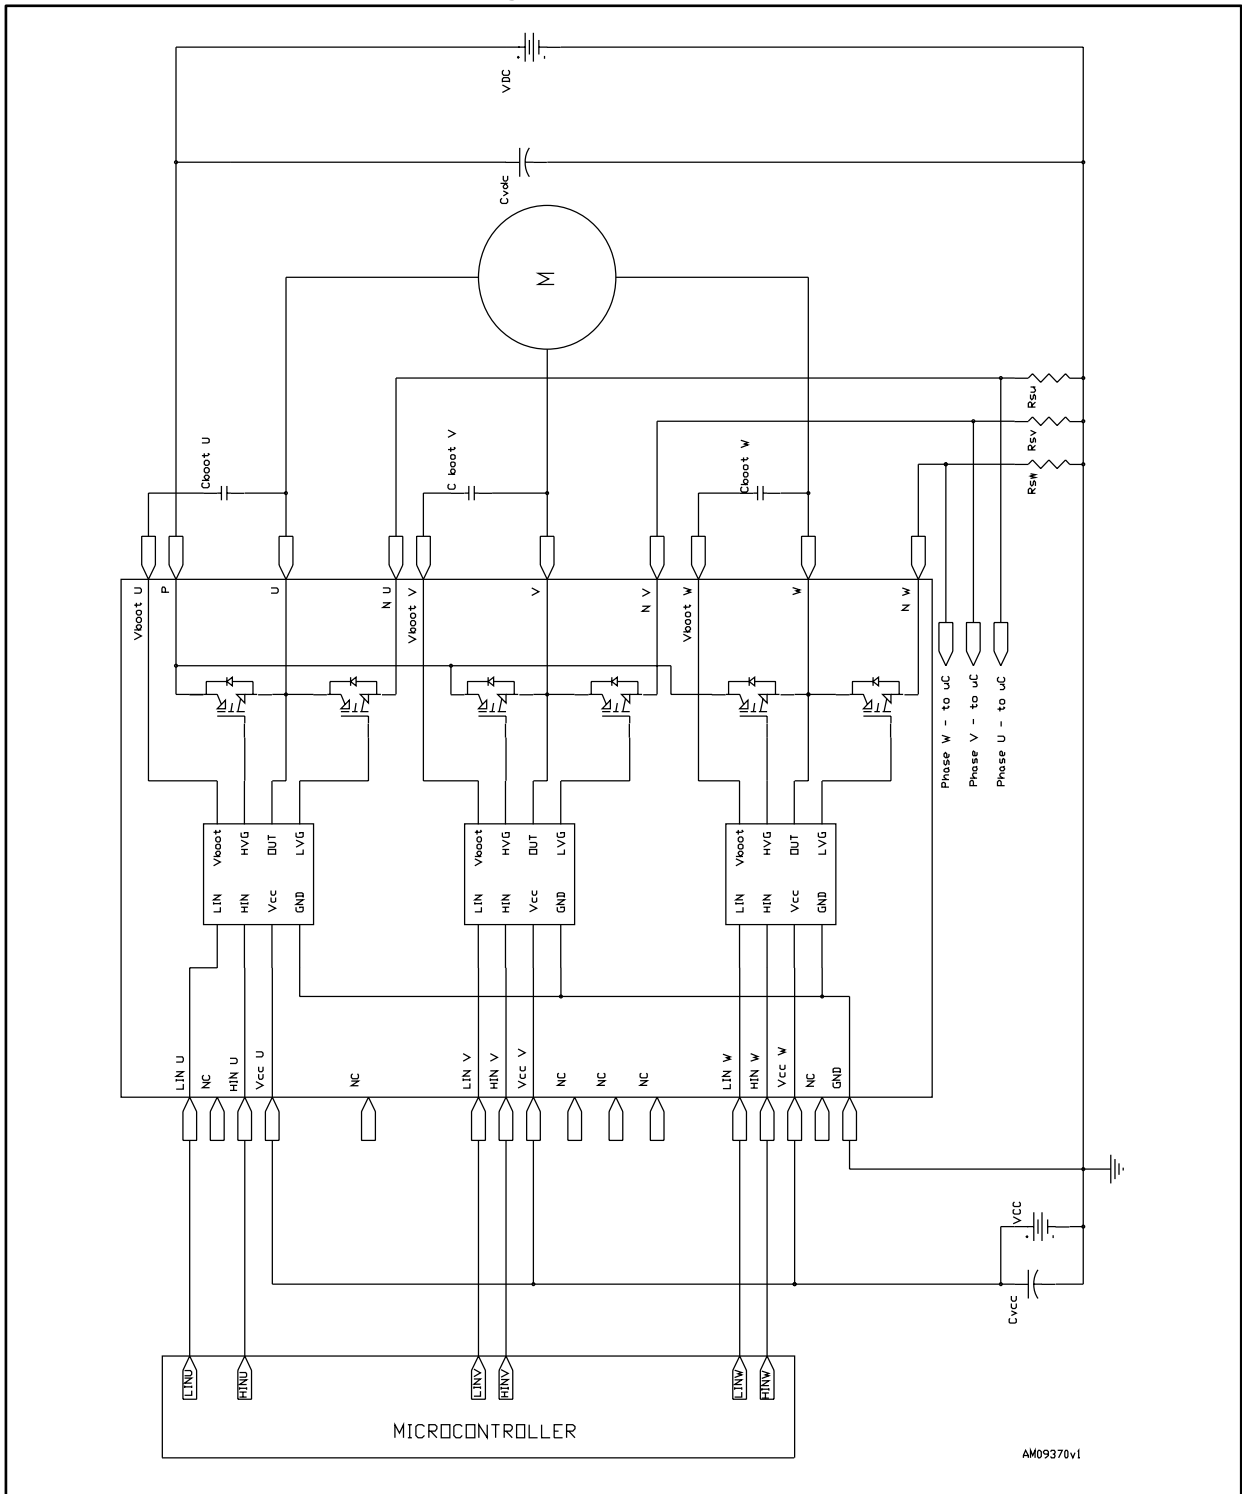 VDC
Cvdc
M
Rsu
Rsv
RsW
Cboot U
C boot V
Cboot W
Vboot U
P
U
N U
Vboot V
V
N V
Vboot W
W
N W
Phase W - to uC
Phase V - to uC
Phase U - to uC
Vboot
HVG
OUT
LVG
Vboot
HVG
OUT
LVG
Vboot
HVG
OUT
LVG
LIN
HIN
Vcc
GND
LIN
HIN
Vcc
GND
LIN
HIN
Vcc
GND
LIN U
NC
HIN U
Vcc U
NC
LIN V
HIN V
Vcc V
NC
NC
NC
LIN W
HIN W
Vcc W
NC
GND
VCC
Cvcc
LINU
HINU
LINV
HINV
LINW
HINW
MICROCONTROLLER
AM09370v1